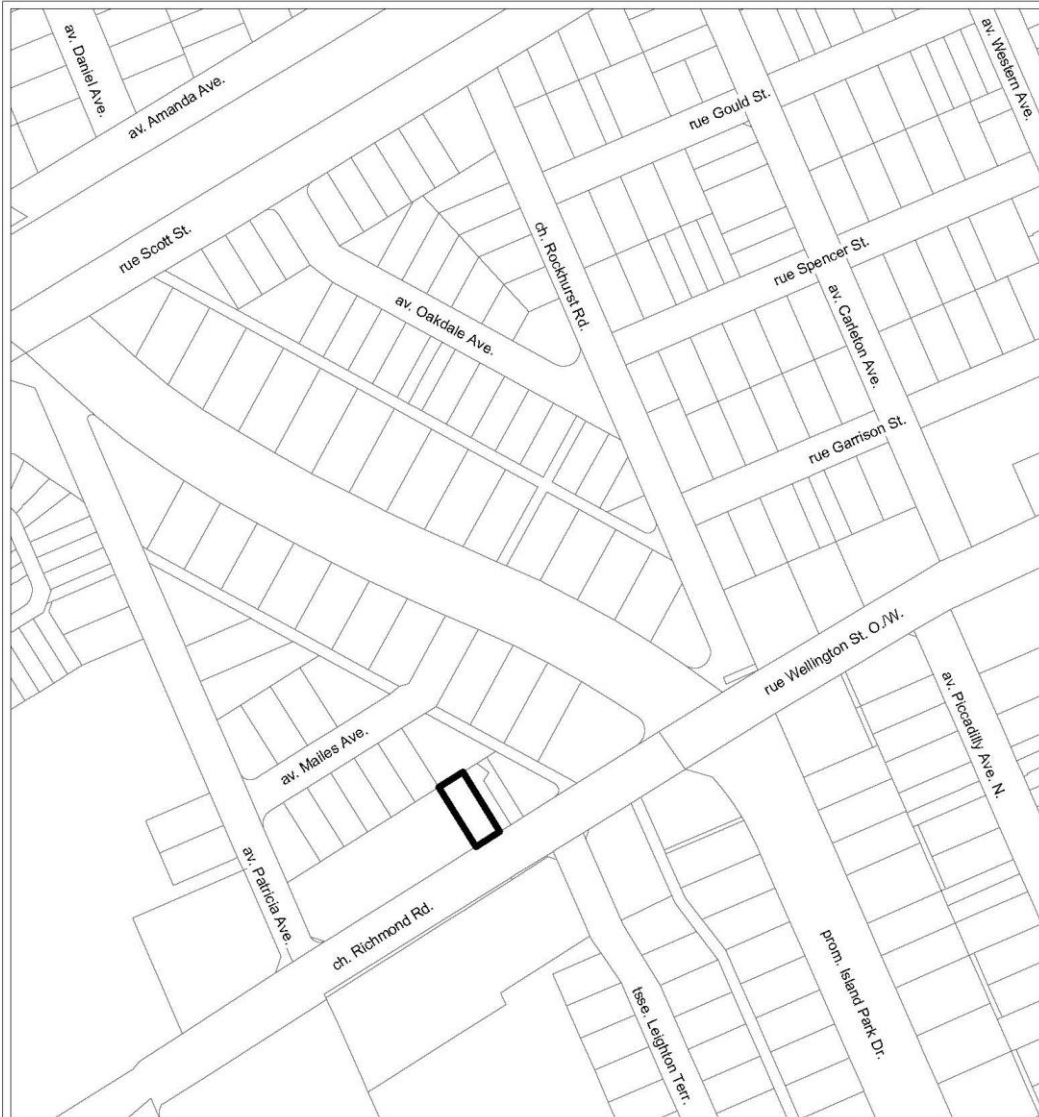 av. Daniel Ave.
av. Amanda Ave.
av. Western Ave.
rue Gould St.
rue Scott St.
ch. Rockhurst Rd.
rue Spencer St.
av. Oakdale Ave.
av. Carleton Ave.
rue Garrison St.
rue Wellington St. O./W.
av. Piccadilly Ave. N.
av. Mailes Ave.
av. Patricia Ave.
ch. Richmond Rd.
prom. Island Park Dr.
tsse. Leighton Terr.